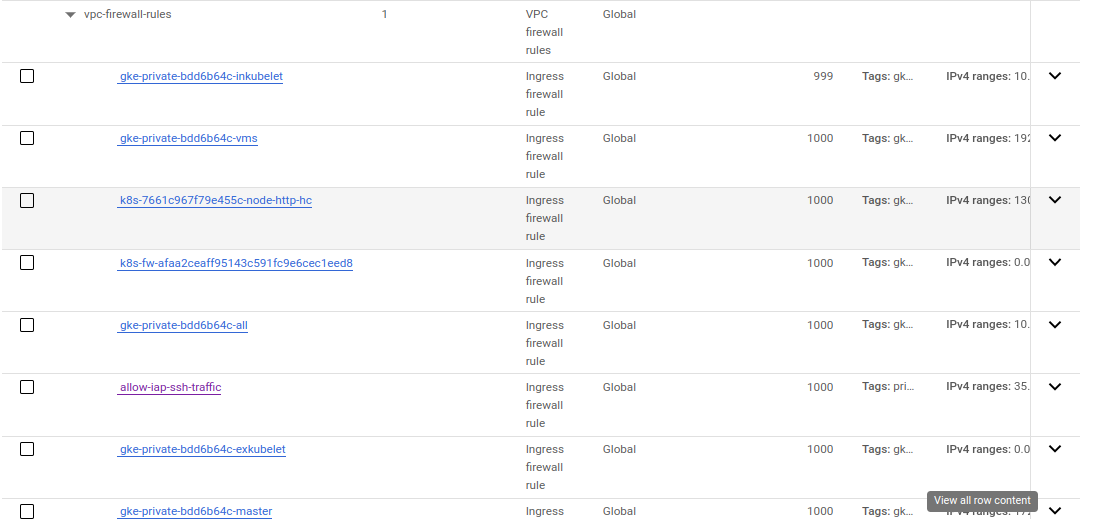 vpc-firewall-rules 1 VPC firewall rules Global
gke-private-bdd6b64c-inkubelet Ingress firewall rule Global 999 Tags: gk... IPv4 ranges: 10.
gke-private-bdd6b64c-vms Ingress firewall rule Global 1000 Tags: gk... IPv4 ranges: 192
k8s-7661c967f79e455c-node-http-hc Ingress firewall rule Global 1000 Tags: gk... IPv4 ranges: 130
k8s-fw-afaa2ceaff95143c591fc9e6cec1eed8 Ingress firewall rule Global 1000 Tags: gk... IPv4 ranges: 0.0
gke-private-bdd6b64c-all Ingress firewall rule Global 1000 Tags: gk... IPv4 ranges: 10.
allow-iap-ssh-traffic Ingress firewall rule Global 1000 Tags: pri... IPv4 ranges: 35.
gke-private-bdd6b64c-exkubelet Ingress firewall rule Global 1000 Tags: gk... IPv4 ranges: 0.0
View all row content
gke-private-bdd6b64c-master Ingress Global 1000 Tags: gk...